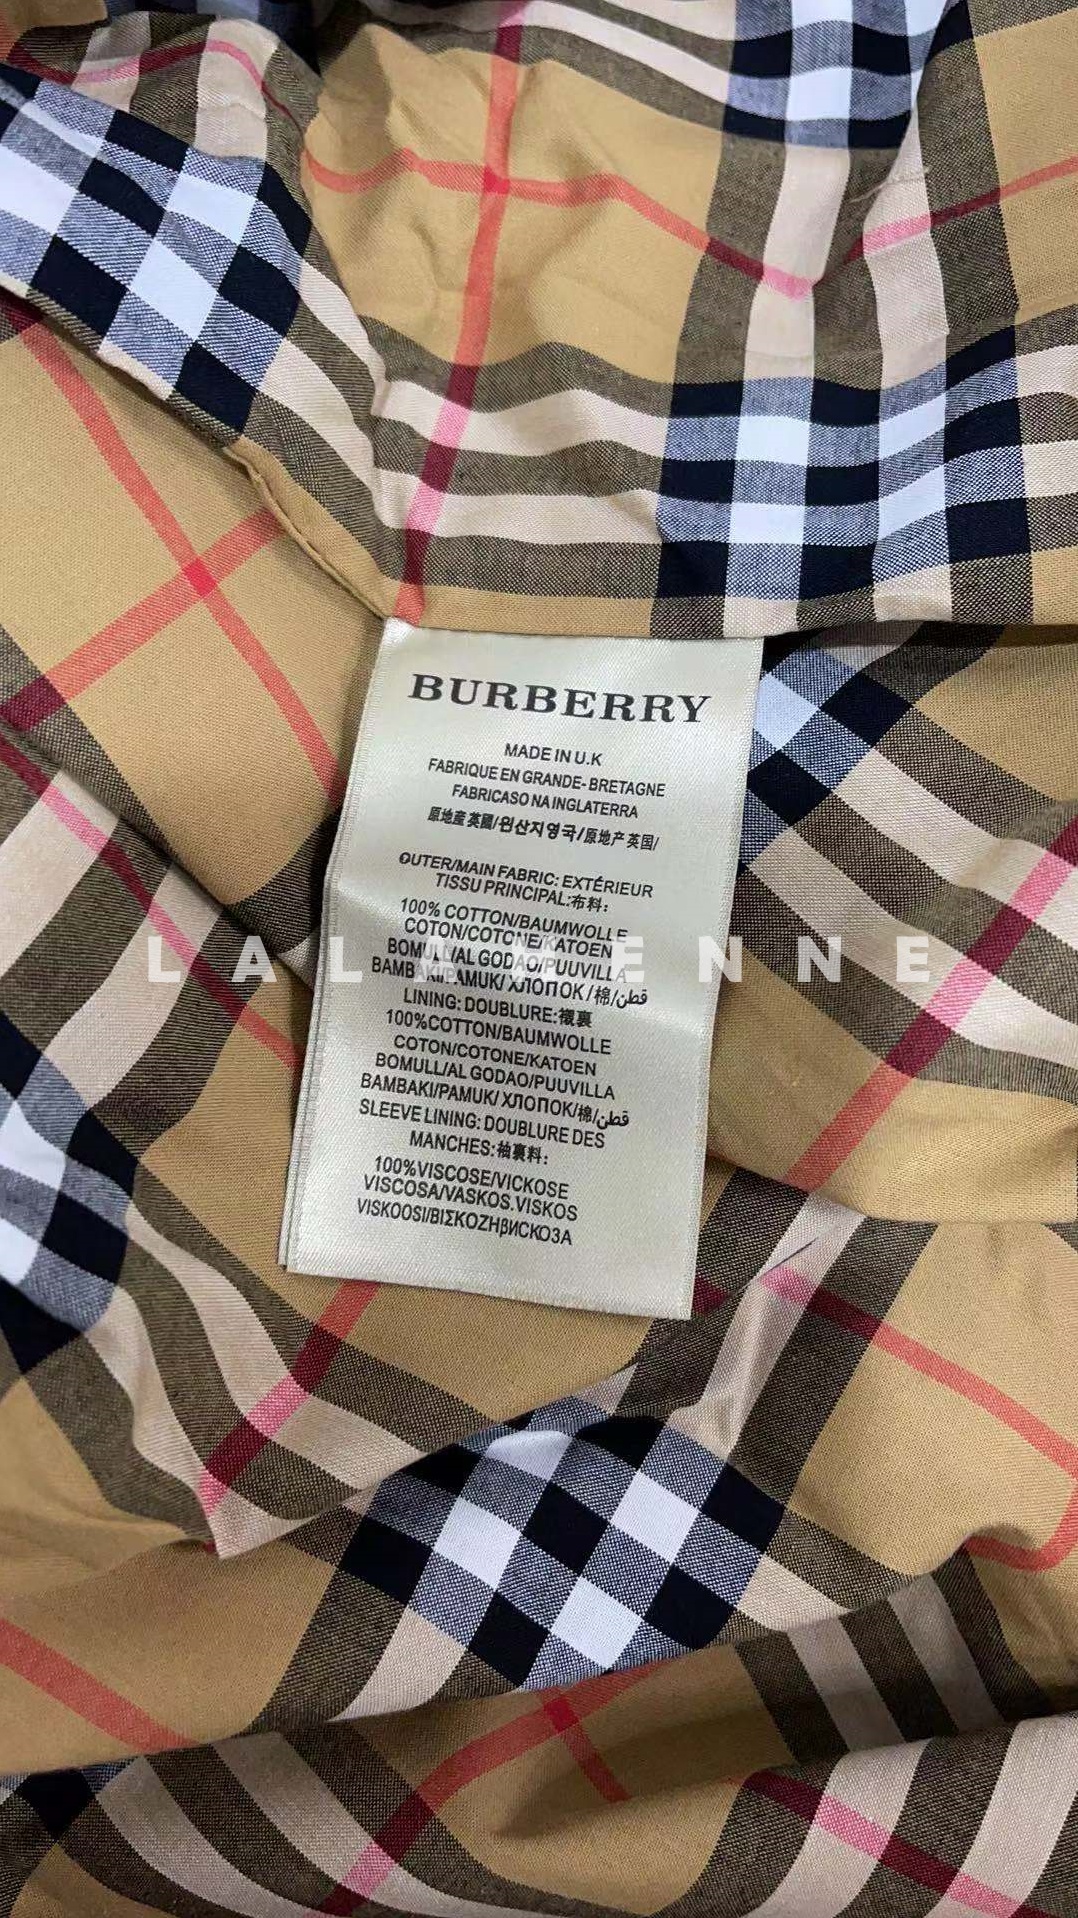 BURBERRY
MADE IN U.K
FABRIQUE EN GRANDE-BRETAGNE
FABRICASO NA INGLATERRA
原地産英國/원산지영국/原地产英国/
OUTER/MAIN FABRIC: EXTÉRIEUR
TISSU PRINCIPAL:布料:
100% COTTON/BAUMWOLLE
COTON/COTONE/KATOEN
BOMULL/AL GODAO/PUUVILLA
BAMBAKI/PAMUK/ ХЛОПОК/棉/قطن
LINING: DOUBLURE:襯裏
100%COTTON/BAUMWOLLE
COTON/COTONE/KATOEN
BOMULL/AL GODAO/PUUVILLA
BAMBAKI/PAMUK/ ХЛОПОК/棉/قطن
SLEEVE LINING: DOUBLURE DES
MANCHES:袖裏料:
100%VISCOSE/VICKOSE
VISCOSA/VASKOS.VISKOS
VISKOOSI/ΒΙΣΚΟΖΗβИСКОЗА